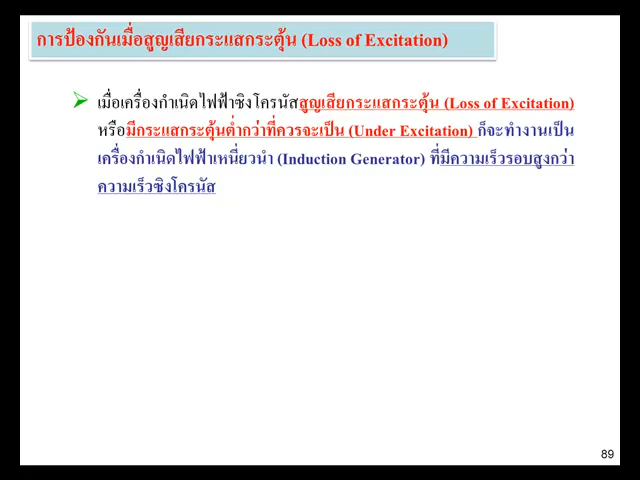 การป้องกันเมื่อสูญเสียกระแสกระตุ้น (Loss of Excitation)
เมื่อเครื่องกำเนิดไฟฟ้าซิงโครนัสสูญเสียกระแสกระตุ้น (Loss of Excitation)
หรือมีกระแสกระตุ้นต่ำกว่าที่ควรจะเป็น (Under Excitation) ก็จะทำงานเป็น
เครื่องกำเนิดไฟฟ้าเหนี่ยวนำ (Induction Generator) ที่มีความเร็วรอบสูงกว่า
ความเร็วซิงโครนัส
89